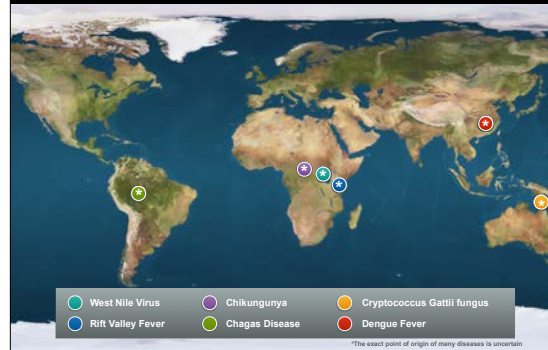 West Nile Virus
Chikungunya
Cryptococcus Gattii fungus
Rift Valley Fever
Chagas Disease
Dengue Fever
*The exact point of origin of many diseases is uncertain